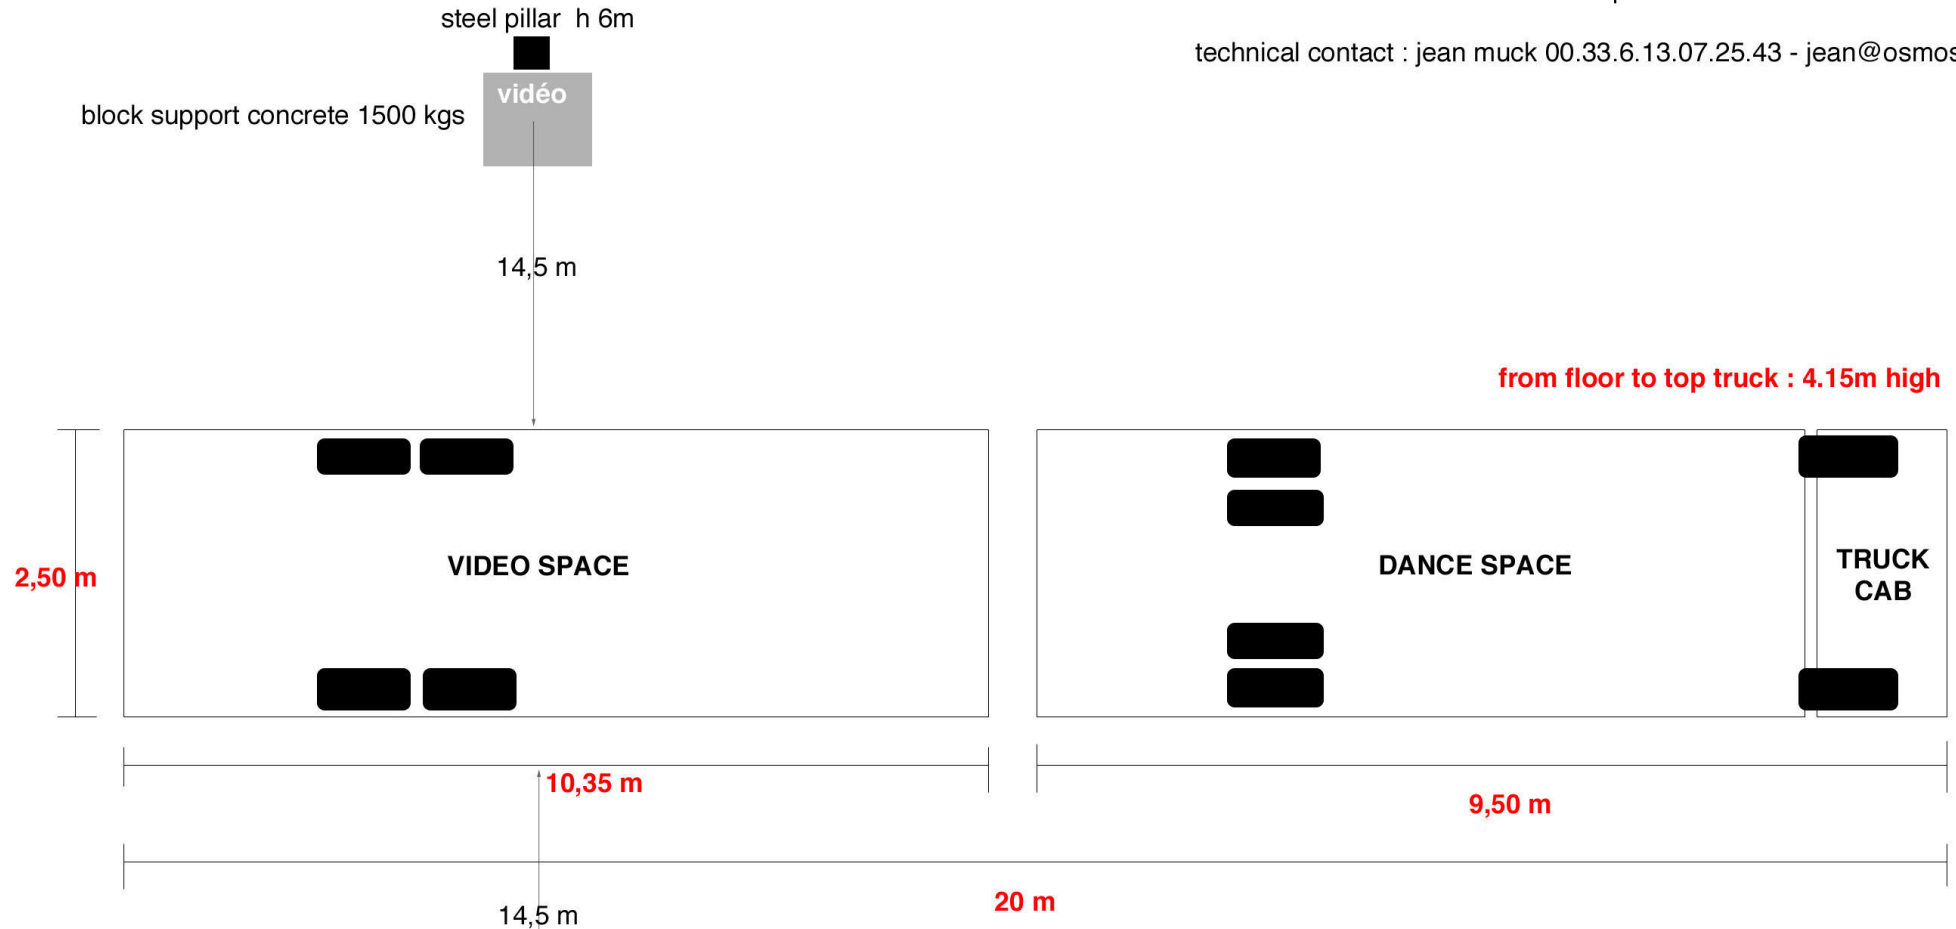 steel pillar  h 6m
technical contact : jean muck 00.33.6.13.07.25.43 - jean@osmos
vidéo
block support concrete 1500 kgs
14,5 m
from floor to top truck : 4.15m high
2,50 m
VIDEO SPACE
DANCE SPACE
TRUCK
CAB
10,35 m
9,50 m
20 m
14,5 m